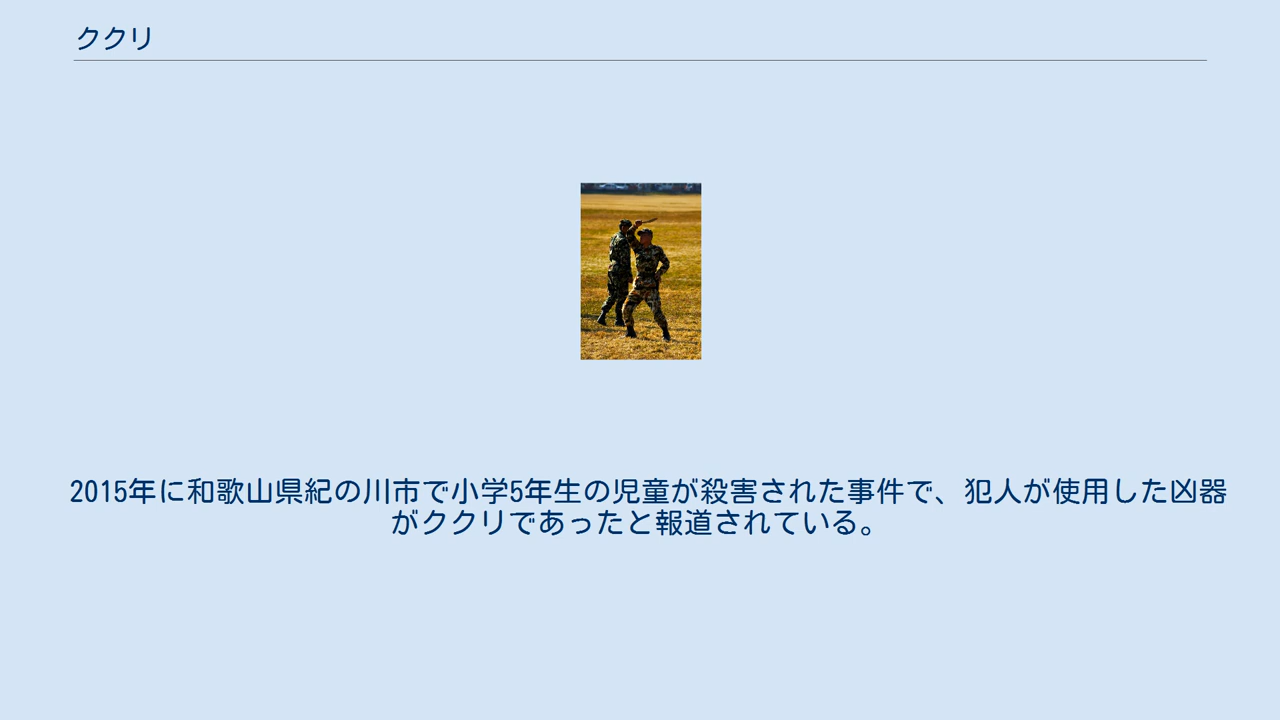 ククリ
2015年に和歌山県紀の川市で小学5年生の児童が殺害された事件で、犯人が使用した凶器
がククリであったと報道されている。